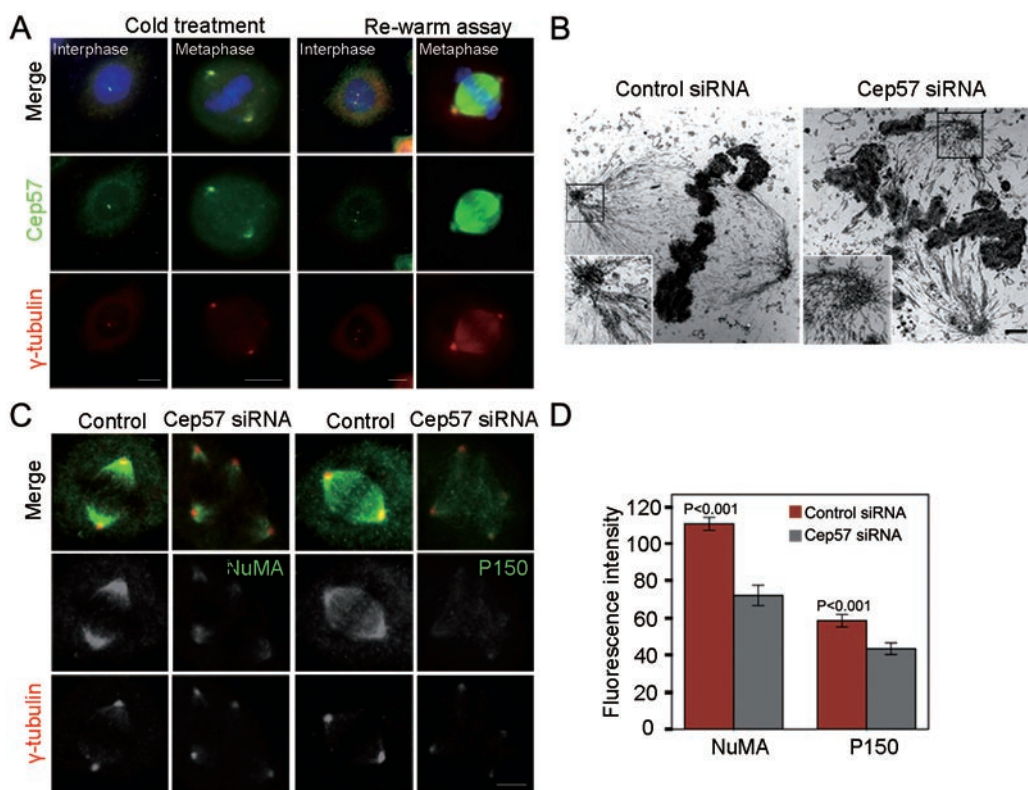 A
Cold treatment
Re-warm assay
Interphase
Metaphase
Interphase
Metaphase
Merge
Cep57
γ-tubulin
B
Control siRNA
Cep57 siRNA
C
Control
Cep57 siRNA
Control
Cep57 siRNA
Merge
NuMA
P150
γ-tubulin
D
P<0.001
P<0.001
Control siRNA
Cep57 siRNA
Fluorescence intensity
120
100
80
60
40
20
0
NuMA
P150